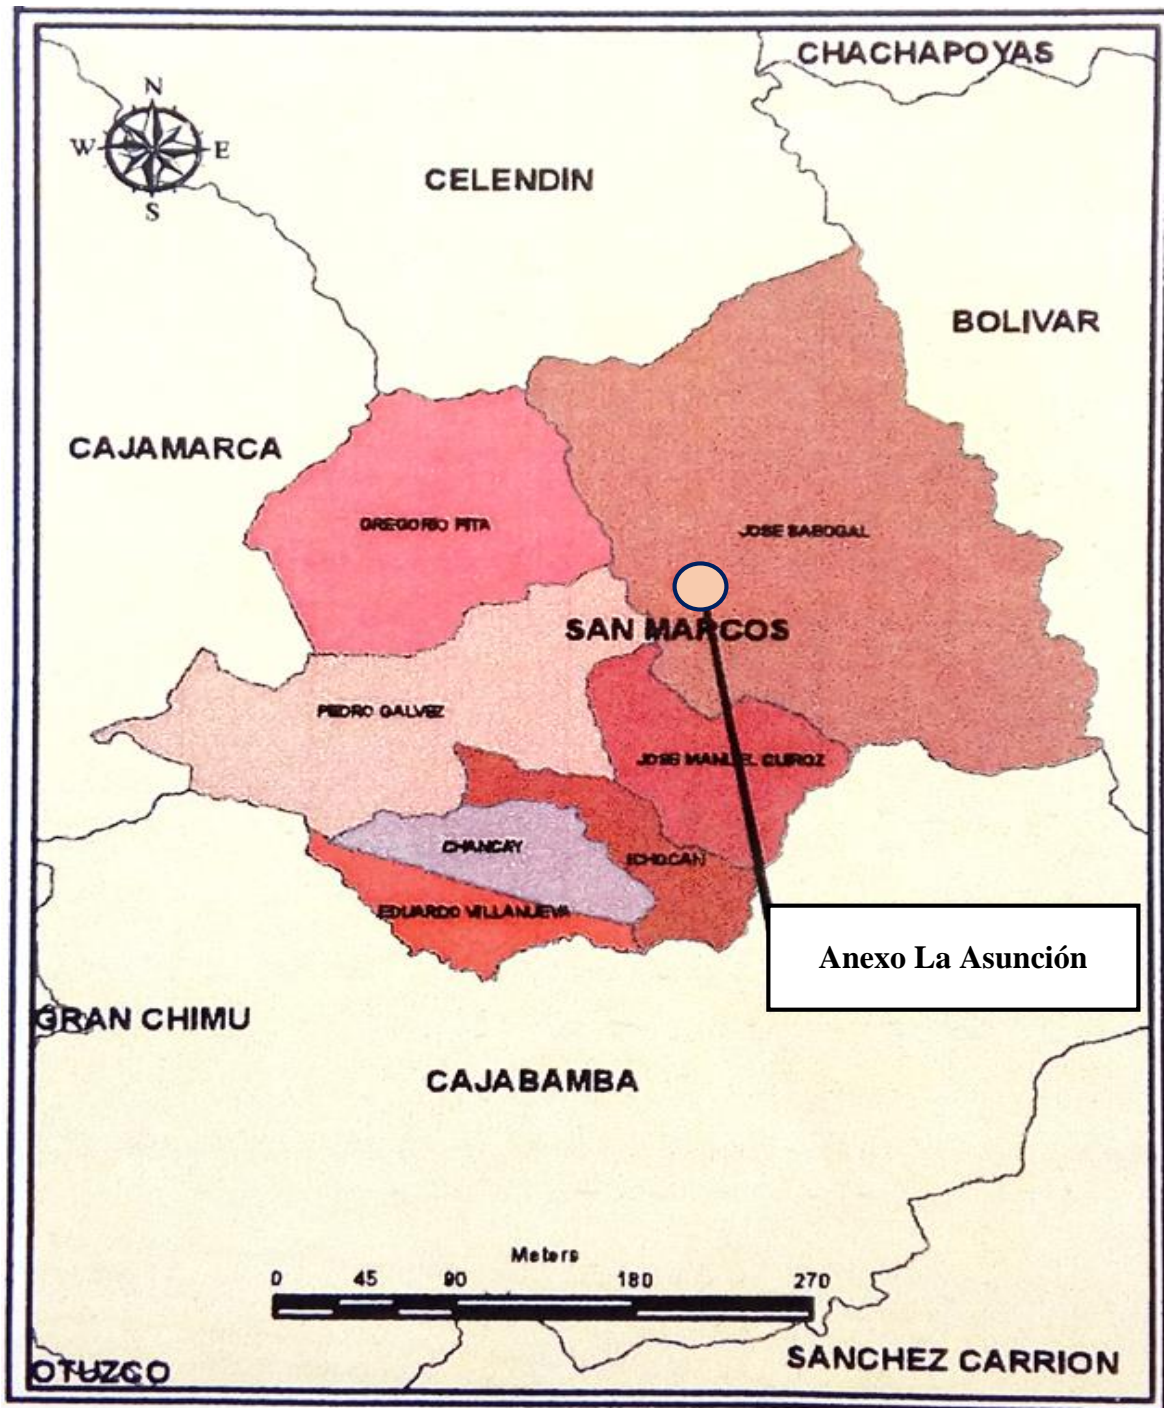 CHACHAPOYAS
N
W E
S
CELENDIN
BOLIVAR
CAJAMARCA
GREGORIO PITA
JOSE SABOGAL
SAN MARCOS
PEDRO GALVEZ
JOSE MANUEL QUIROZ
CHANCAY
ICHOCAN
EDUARDO VILLANUEVA
Anexo La Asunción
GRAN CHIMU
CAJABAMBA
Meters
0 45 90 180 270
SANCHEZ CARRION
OTUZCO